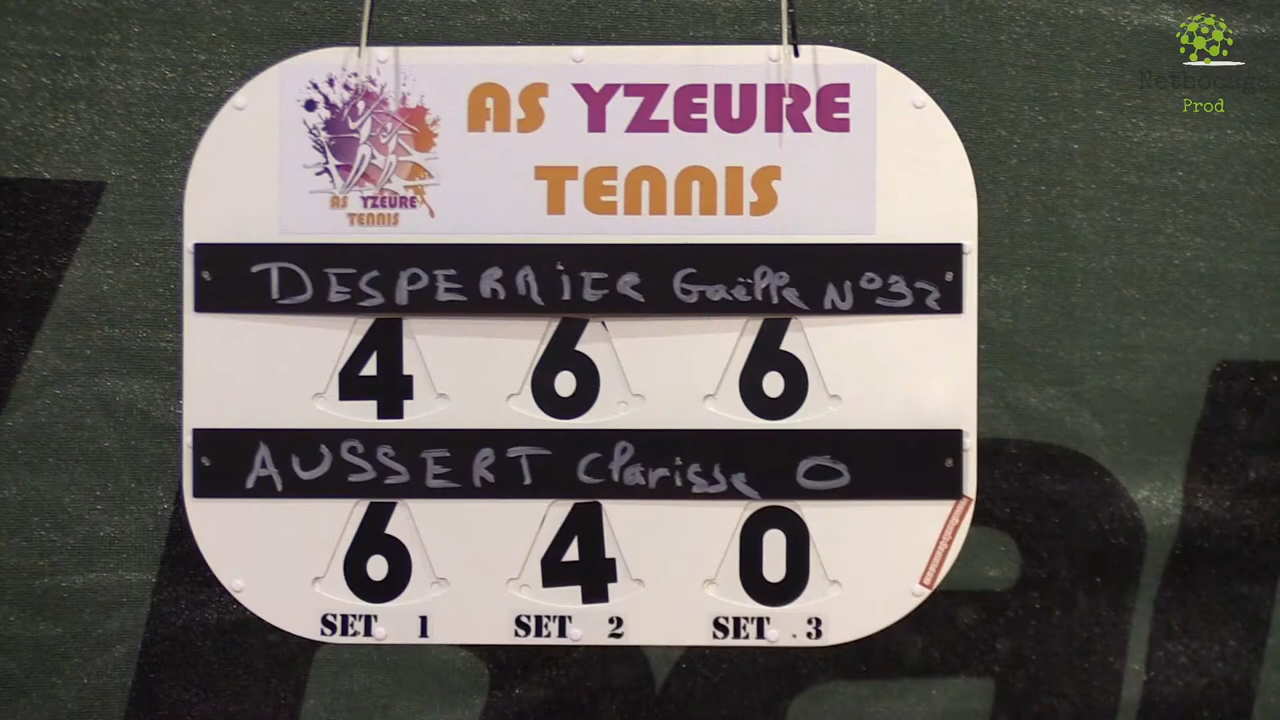 AS YZEURE
TENNIS
AS YZEURE
TENNIS
DESPERRIER Gaëlle N°32
4 6 6
AUSSERT Clarisse 0
6 4 0
SET 1 SET 2 SET 3
Prod